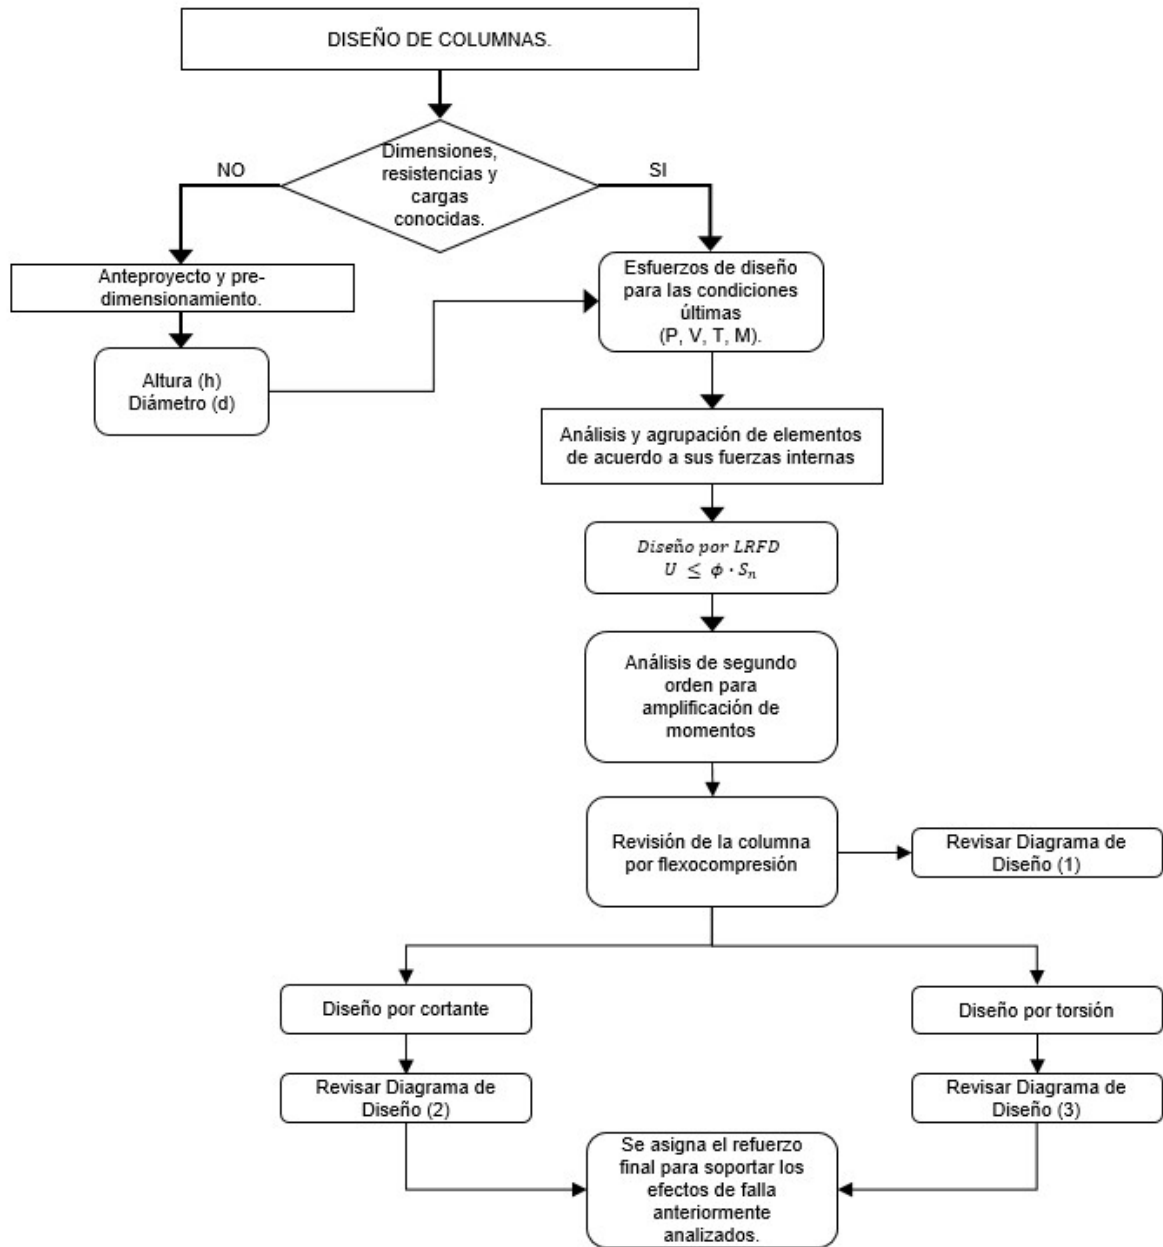 DISEÑO DE COLUMNAS.
Dimensiones,
resistencias y
cargas
conocidas.
NO
SI
Anteproyecto y pre-
dimensionamiento.
Esfuerzos de diseño
para las condiciones
últimas
(P, V, T, M).
Altura (h)
Diámetro (d)
Análisis y agrupación de elementos
de acuerdo a sus fuerzas internas
Diseño por LRFD
U ≤ ϕ · Sₙ
Análisis de segundo
orden para
amplificación de
momentos
Revisión de la columna
por flexocompresión
Revisar Diagrama de
Diseño (1)
Diseño por cortante
Diseño por torsión
Revisar Diagrama de
Diseño (2)
Revisar Diagrama de
Diseño (3)
Se asigna el refuerzo
final para soportar los
efectos de falla
anteriormente
analizados.